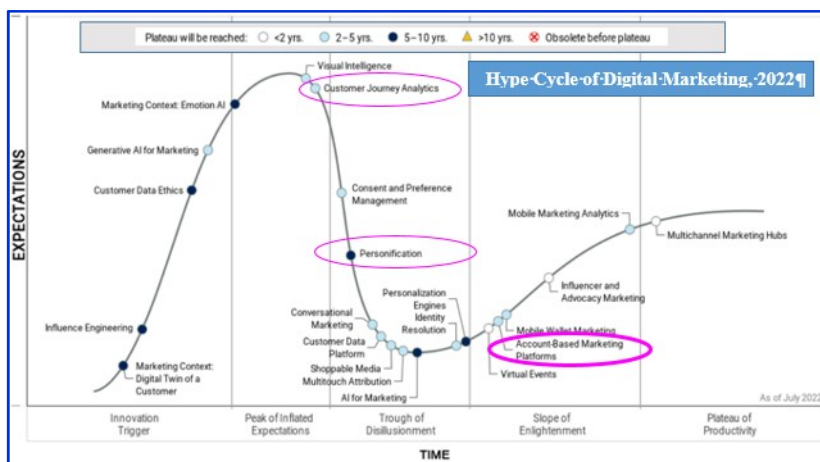 Plateau will be reached: <2 yrs. 2–5 yrs. 5–10 yrs. >10 yrs. Obsolete before plateau
Hype·Cycle·of·Digital·Marketing,·2022¶
EXPECTATIONS
Visual Intelligence
Customer Journey Analytics
Marketing Context: Emotion AI
Generative AI for Marketing
Customer Data Ethics
Influence Engineering
Marketing Context:
Digital Twin of a
Customer
Consent and Preference
Management
Personification
Conversational
Marketing
Customer Data
Platform
Shoppable Media
Multitouch Attribution
AI for Marketing
Personalization
Engines
Identity
Resolution
Mobile Marketing Analytics
Multichannel Marketing Hubs
Influencer and
Advocacy Marketing
Mobile Wallet Marketing
Account-Based Marketing
Platforms
Virtual Events
As of July 2022
Innovation
Trigger
Peak of Inflated
Expectations
Trough of
Disillusionment
Slope of
Enlightenment
Plateau of
Productivity
TIME